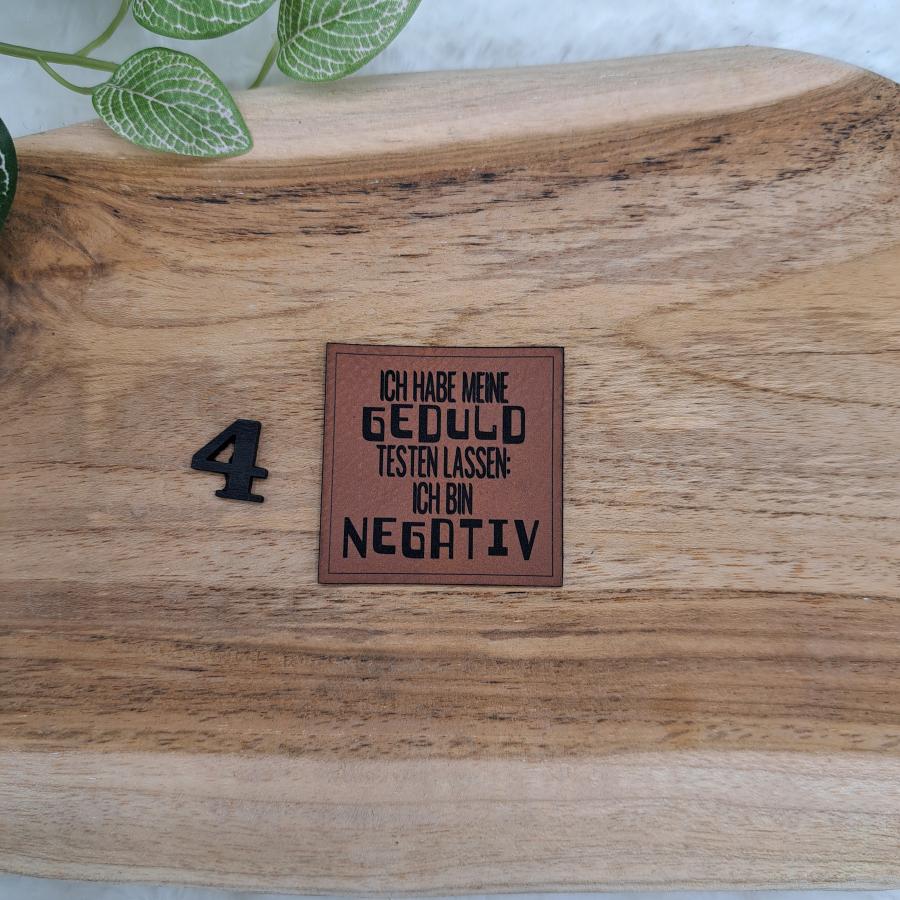 4
ICH HABE MEINE
GEDULD
TESTEN LASSEN:
ICH BIN
NEGATIV